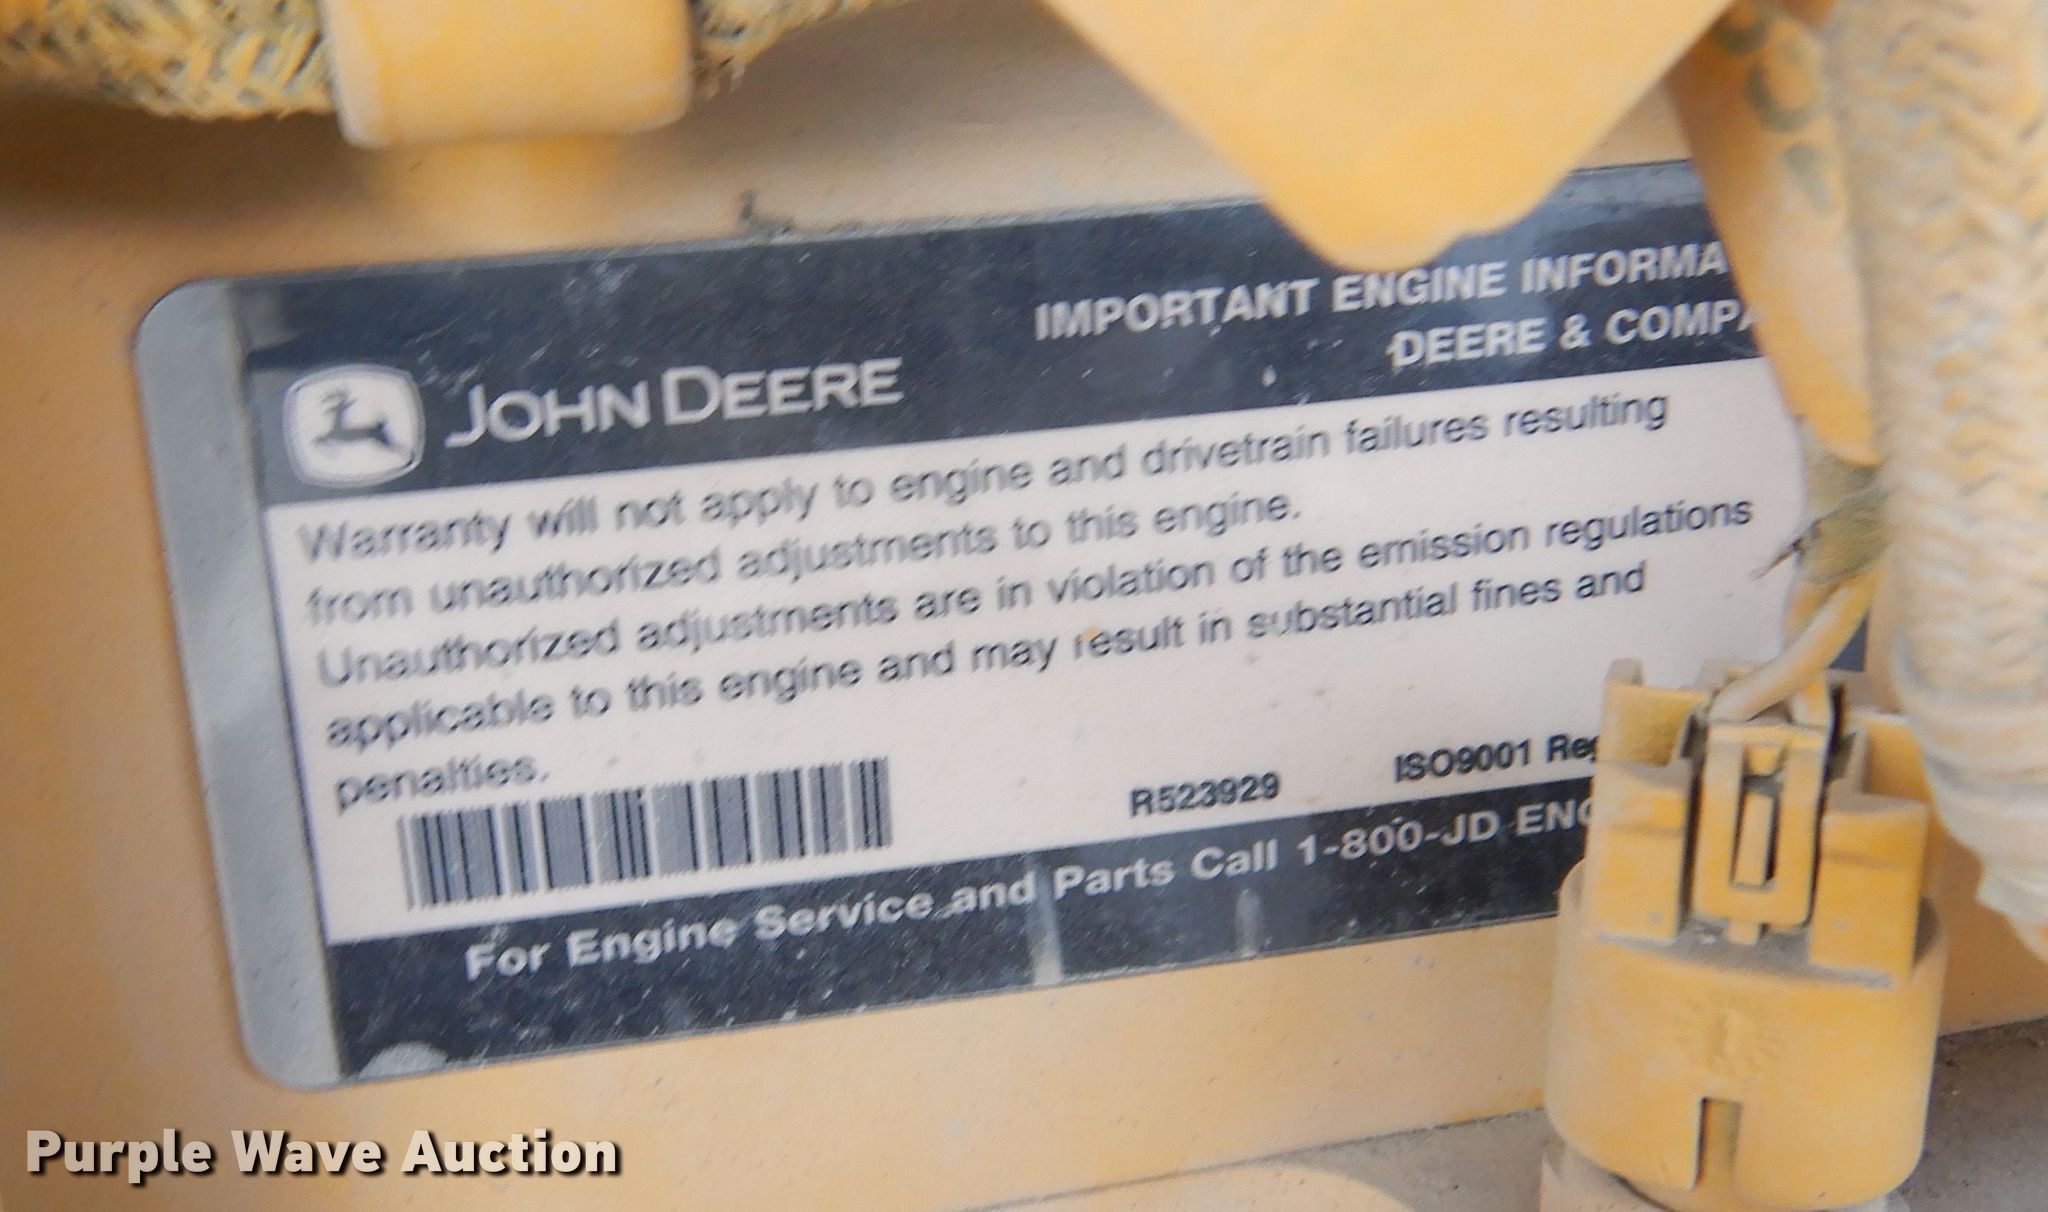 IMPORTANT ENGINE INFORMA
DEERE & COMPA
JOHN DEERE
Warranty will not apply to engine and drivetrain failures resulting
from unauthorized adjustments to this engine.
Unauthorized adjustments are in violation of the emission regulations
applicable to this engine and may result in substantial fines and
penalties.
R523929
ISO9001 Reg
For Engine Service and Parts Call 1-800-JD ENG
Purple Wave Auction